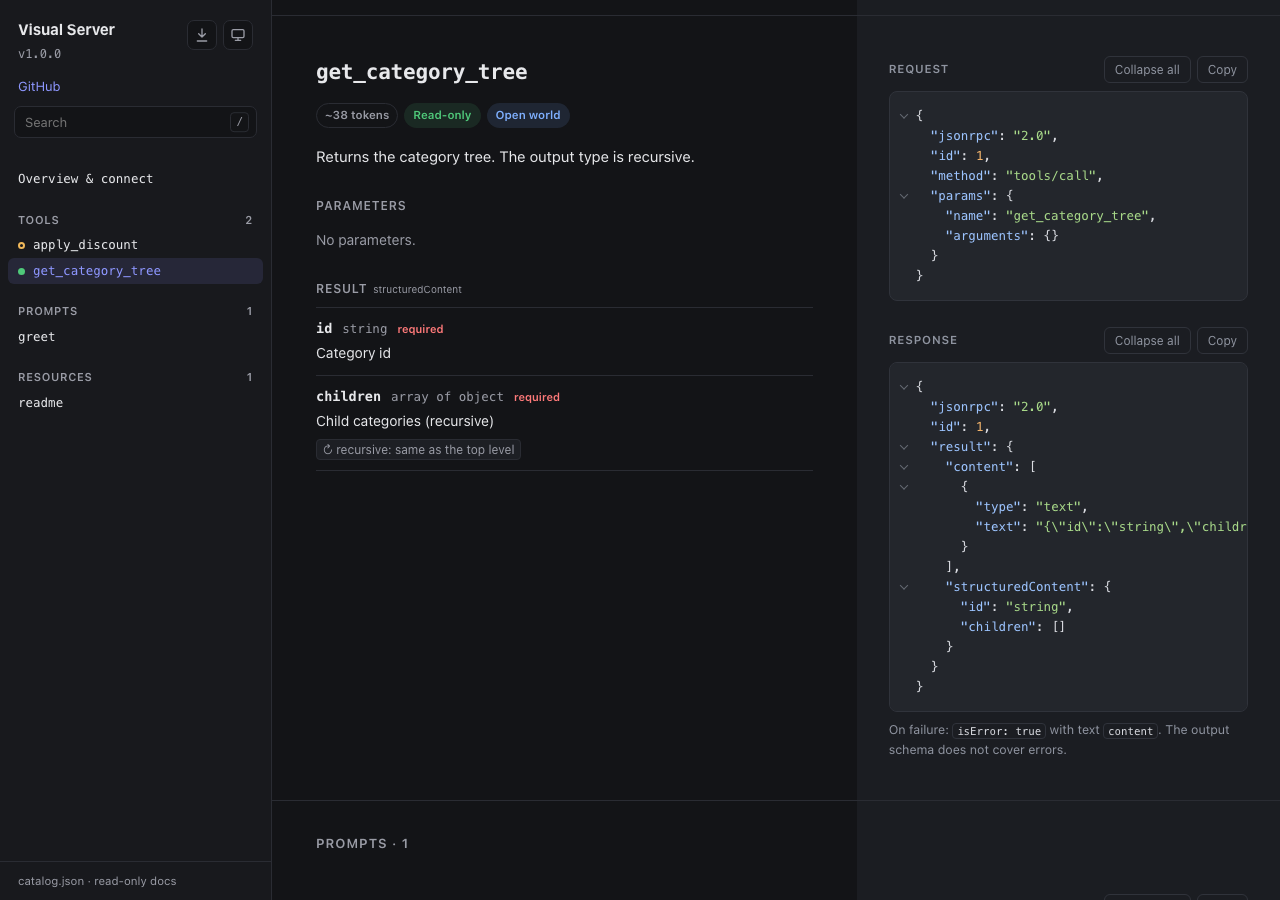 Visual Server
v1.0.0
GitHub
Search /
Overview & connect
TOOLS 2
apply_discount
get_category_tree
PROMPTS 1
greet
RESOURCES 1
readme
catalog.json · read-only docs
get_category_tree
~38 tokens Read-only Open world
Returns the category tree. The output type is recursive.
PARAMETERS
No parameters.
RESULT structuredContent
id string required
Category id
children array of object required
Child categories (recursive)
recursive: same as the top level
PROMPTS · 1
REQUEST Collapse all Copy
{
"jsonrpc": "2.0",
"id": 1,
"method": "tools/call",
"params": {
"name": "get_category_tree",
"arguments": {}
}
}
RESPONSE Collapse all Copy
{
"jsonrpc": "2.0",
"id": 1,
"result": {
"content": [
{
"type": "text",
"text": "{\"id\":\"string\",\"childr
}
],
"structuredContent": {
"id": "string",
"children": []
}
}
}
On failure: isError: true with text content. The output
schema does not cover errors.